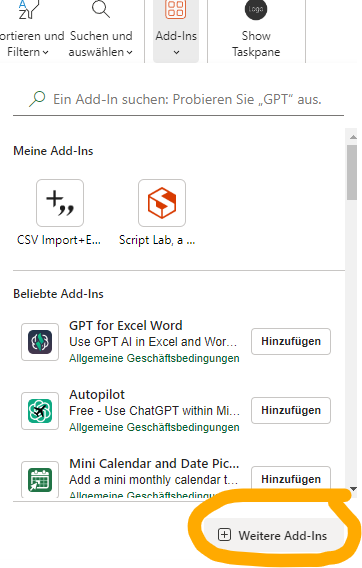 ortieren und
Filtern
Suchen und
auswählen
Add-Ins
Logo
Show
Taskpane
Ein Add-In suchen: Probieren Sie „GPT“ aus.
Meine Add-Ins
CSV Import+E...
Script Lab, a ...
Beliebte Add-Ins
GPT for Excel Word
Use GPT AI in Excel and Wor...
Allgemeine Geschäftsbedingungen
Hinzufügen
Autopilot
Free - Use ChatGPT within Mi...
Allgemeine Geschäftsbedingungen
Hinzufügen
Mini Calendar and Date Pic...
Add a mini monthly calendar t...
Allgemeine Geschäftsbedingungen
Hinzufügen
Weitere Add-Ins